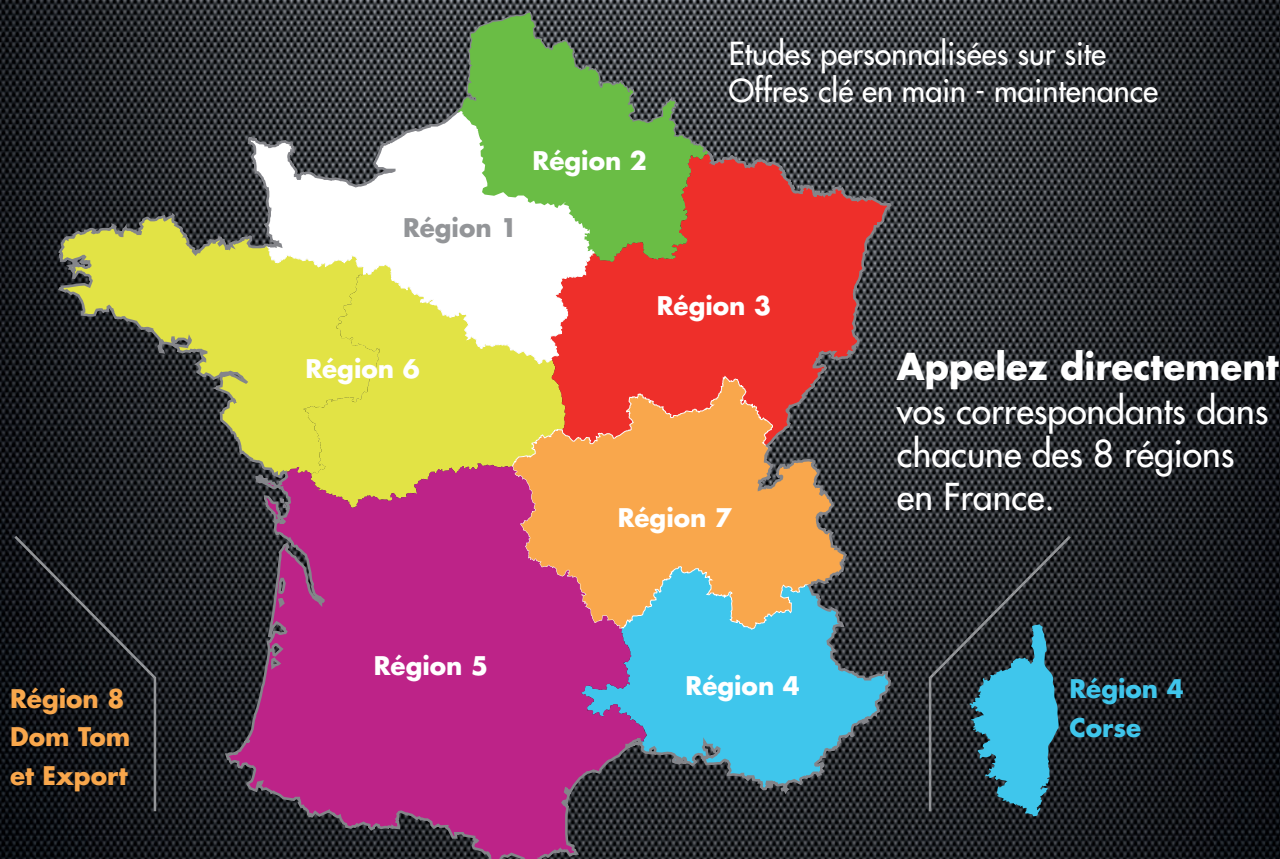 Etudes personnalisées sur site
Offres clé en main - maintenance
Région 2
Région 1
Région 3
Région 6
Appelez directement
vos correspondants dans
chacune des 8 régions
en France.
Région 7
Région 5
Région 4
Région 8
Dom Tom
et Export
Région 4
Corse